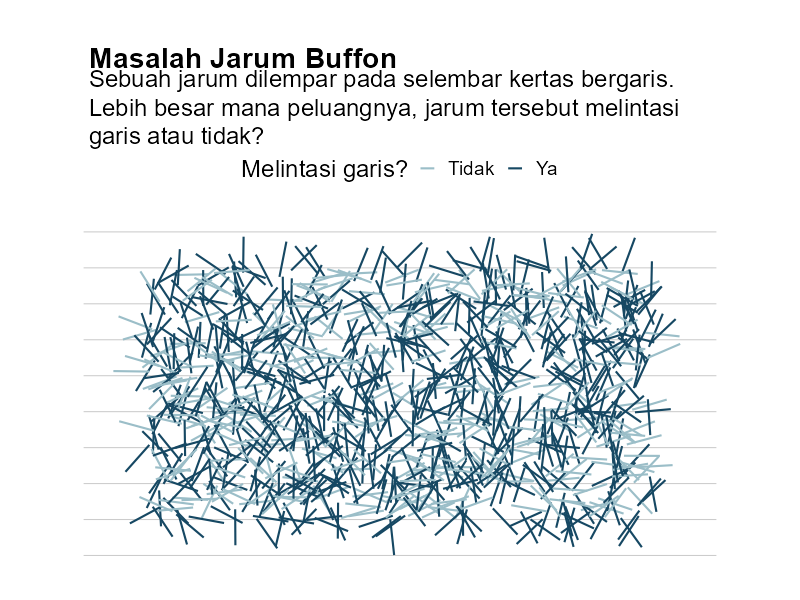 Masalah Jarum Buffon
Sebuah jarum dilempar pada selembar kertas bergaris.
Lebih besar mana peluangnya, jarum tersebut melintasi
garis atau tidak?
Melintasi garis? Tidak Ya